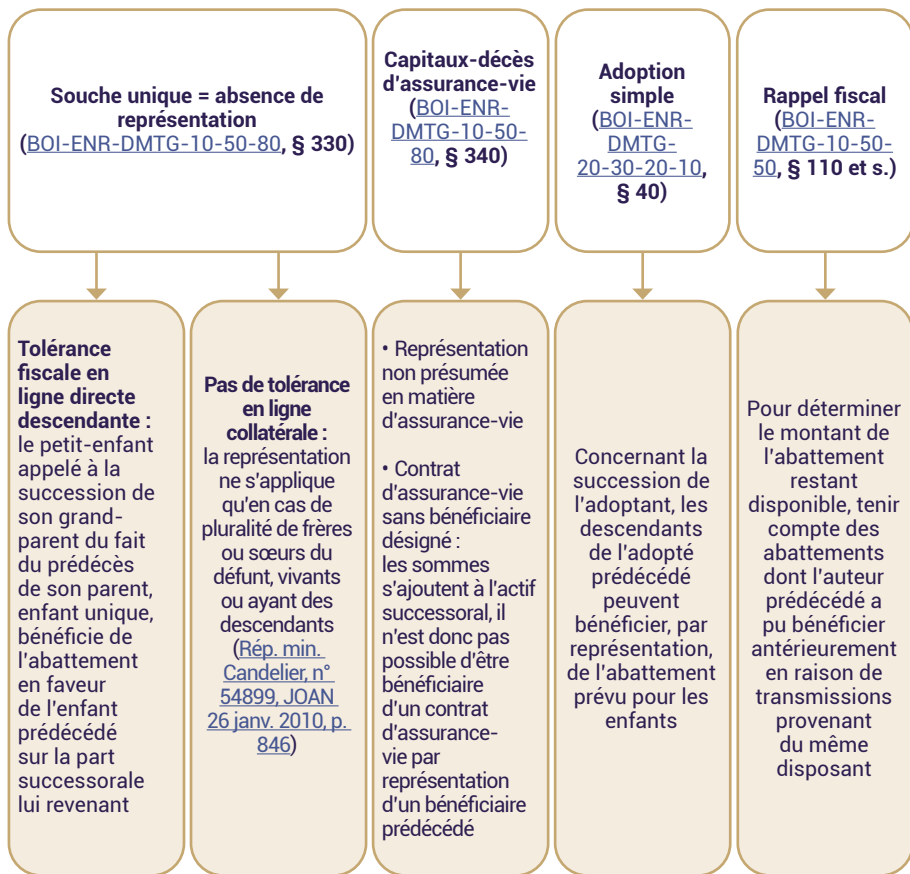 Souche unique = absence de
représentation
(BOI-ENR-DMTG-10-50-80, § 330)
Capitaux-décès
d'assurance-vie
(BOI-ENR-
DMTG-10-50-
80, § 340)
Adoption
simple
(BOI-ENR-
DMTG-
20-30-20-10,
§ 40)
Rappel fiscal
(BOI-ENR-
DMTG-10-50-
50, § 110 et s.)
Tolérance
fiscale en
ligne directe
descendante :
le petit-enfant
appelé à la
succession de
son grand-
parent du fait
du prédécès
de son parent,
enfant unique,
bénéficie de
l'abattement
en faveur
de l'enfant
prédécédé
sur la part
successorale
lui revenant
Pas de tolérance
en ligne
collatérale :
la représentation
ne s'applique
qu'en cas de
pluralité de frères
ou sœurs du
défunt, vivants
ou ayant des
descendants
(Rép. min.
Candelier, n°
54899, JOAN
26 janv. 2010, p.
846)
• Représentation
non présumée
en matière
d'assurance-vie
• Contrat
d'assurance-vie
sans bénéficiaire
désigné :
les sommes
s'ajoutent à l'actif
successoral, il
n'est donc pas
possible d'être
bénéficiaire
d'un contrat
d'assurance-
vie par
représentation
d'un bénéficiaire
prédécédé
Concernant la
succession de
l'adoptant, les
descendants
de l'adopté
prédécédé
peuvent
bénéficier, par
représentation,
de l'abattement
prévu pour les
enfants
Pour déterminer
le montant de
l'abattement
restant
disponible, tenir
compte des
abattements
dont l'auteur
prédécédé a
pu bénéficier
antérieurement
en raison de
transmissions
provenant
du même
disposant